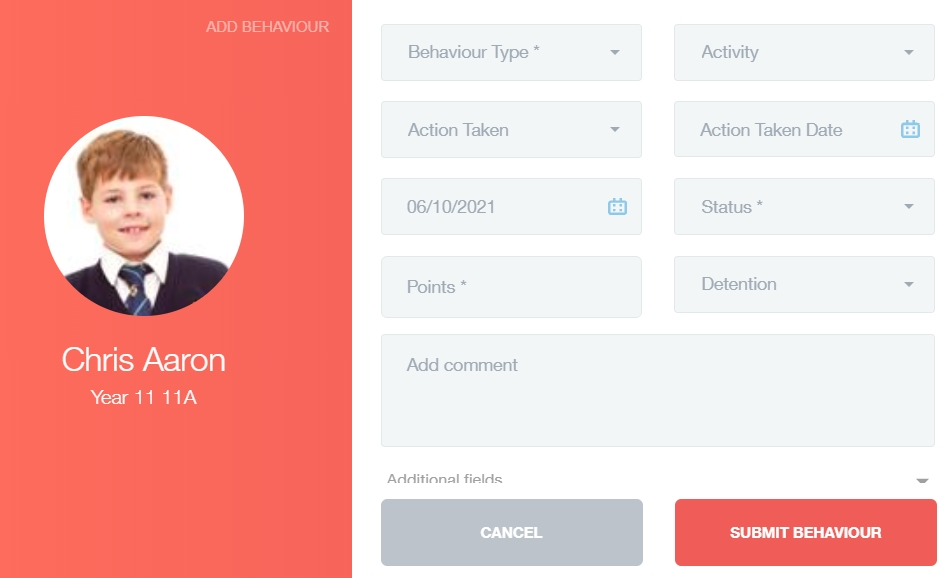 ADD BEHAVIOUR
Chris Aaron
Year 11 11A
Behaviour Type *
Activity
Action Taken
Action Taken Date
06/10/2021
Status *
Points *
Detention
Add comment
Additional fields
CANCEL
SUBMIT BEHAVIOUR